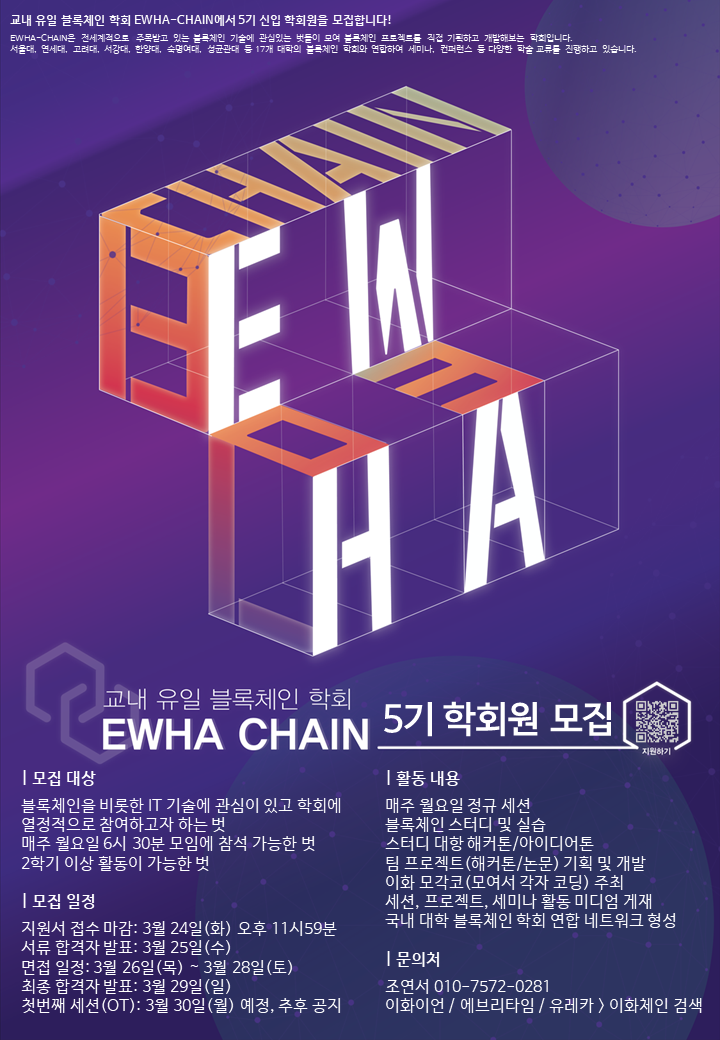 교내 유일 블록체인 학회 EWHA-CHAIN에서 5기 신입 학회원을 모집합니다!
EWHA-CHAIN은 전세계적으로 주목받고 있는 블록체인 기술에 관심있는 벗들이 모여 블록체인 프로젝트를 직접 기획하고 개발해보는 학회입니다.
서울대, 연세대, 고려대, 서강대, 한양대, 숙명여대, 성균관대 등 17개 대학의 블록체인 학회와 연합하여 세미나, 컨퍼런스 등 다양한 학술 교류를 진행하고 있습니다.
CHAIN
EW
HA
교내 유일 블록체인 학회
EWHA CHAIN 5기 학회원 모집
지원하기
| 모집 대상
블록체인을 비롯한 IT 기술에 관심이 있고 학회에
열정적으로 참여하고자 하는 벗
매주 월요일 6시 30분 모임에 참석 가능한 벗
2학기 이상 활동이 가능한 벗
| 모집 일정
지원서 접수 마감: 3월 24일(화) 오후 11시59분
서류 합격자 발표: 3월 25일(수)
면접 일정: 3월 26일(목) ~ 3월 28일(토)
최종 합격자 발표: 3월 29일(일)
첫번째 세션(OT): 3월 30일(월) 예정, 추후 공지
| 활동 내용
매주 월요일 정규 세션
블록체인 스터디 및 실습
스터디 대항 해커톤/아이디어톤
팀 프로젝트(해커톤/논문) 기획 및 개발
이화 모각코(모여서 각자 코딩) 주최
세션, 프로젝트, 세미나 활동 미디엄 게재
국내 대학 블록체인 학회 연합 네트워크 형성
| 문의처
조연서 010-7572-0281
이화이언 / 에브리타임 / 유레카 > 이화체인 검색